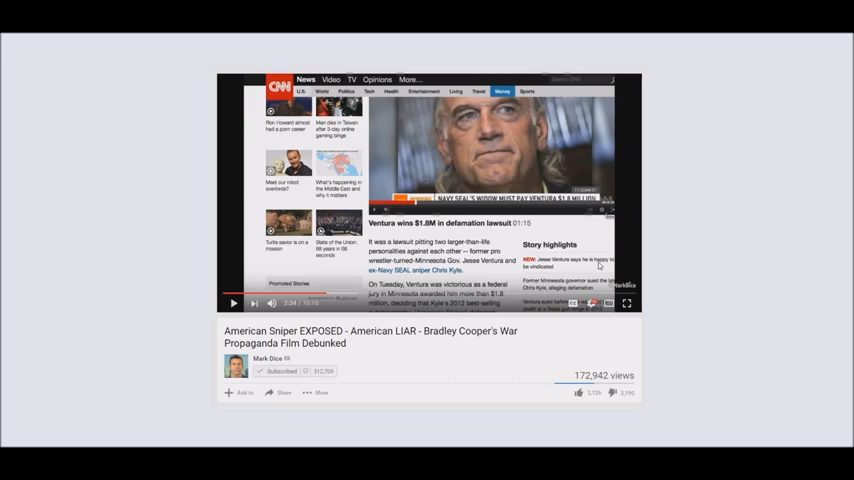 CNN
News Video TV Opinions More...
Search CNN
U.S. World Politics Tech Health Entertainment Living Travel Money Sports
Ron Howard almost
had a porn career
Man dies in Taiwan
after 3-day online
gaming binge
Meet our robot
overlords?
What's happening in
the Middle East and
why it matters
Turtle savior is on a
mission
State of the Union:
68 years in 68
seconds
Promoted Stories
NAVY SEAL'S WIDOW MUST PAY VENTURA $1.8 MILLION
Ventura wins $1.8M in defamation lawsuit 01:15
It was a lawsuit pitting two larger-than-life
personalities against each other -- former pro
wrestler-turned-Minnesota Gov. Jesse Ventura and
ex-Navy SEAL sniper Chris Kyle.
On Tuesday, Ventura was victorious as a federal
jury in Minnesota awarded him more than $1.8
million, deciding that Kyle's 2012 best-selling
Story highlights
NEW: Jesse Ventura says he is happy to
be vindicated
Former Minnesota governor sued the late
Chris Kyle, alleging defamation
MarkDice
2:34 / 10:16
American Sniper EXPOSED - American LIAR - Bradley Cooper's War
Propaganda Film Debunked
Mark Dice
Subscribed 512,709
172,942 views
Add to Share More
2,126 2,190